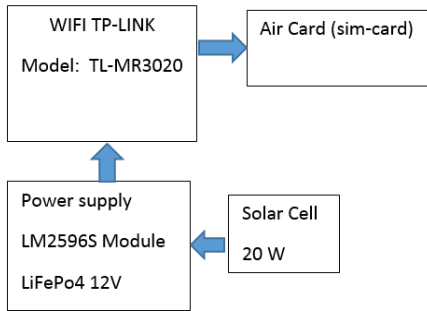 WIFI TP-LINK
Model: TL-MR3020
Air Card (sim-card)
Power supply
LM2596S Module
LiFePo4 12V
Solar Cell
20 W